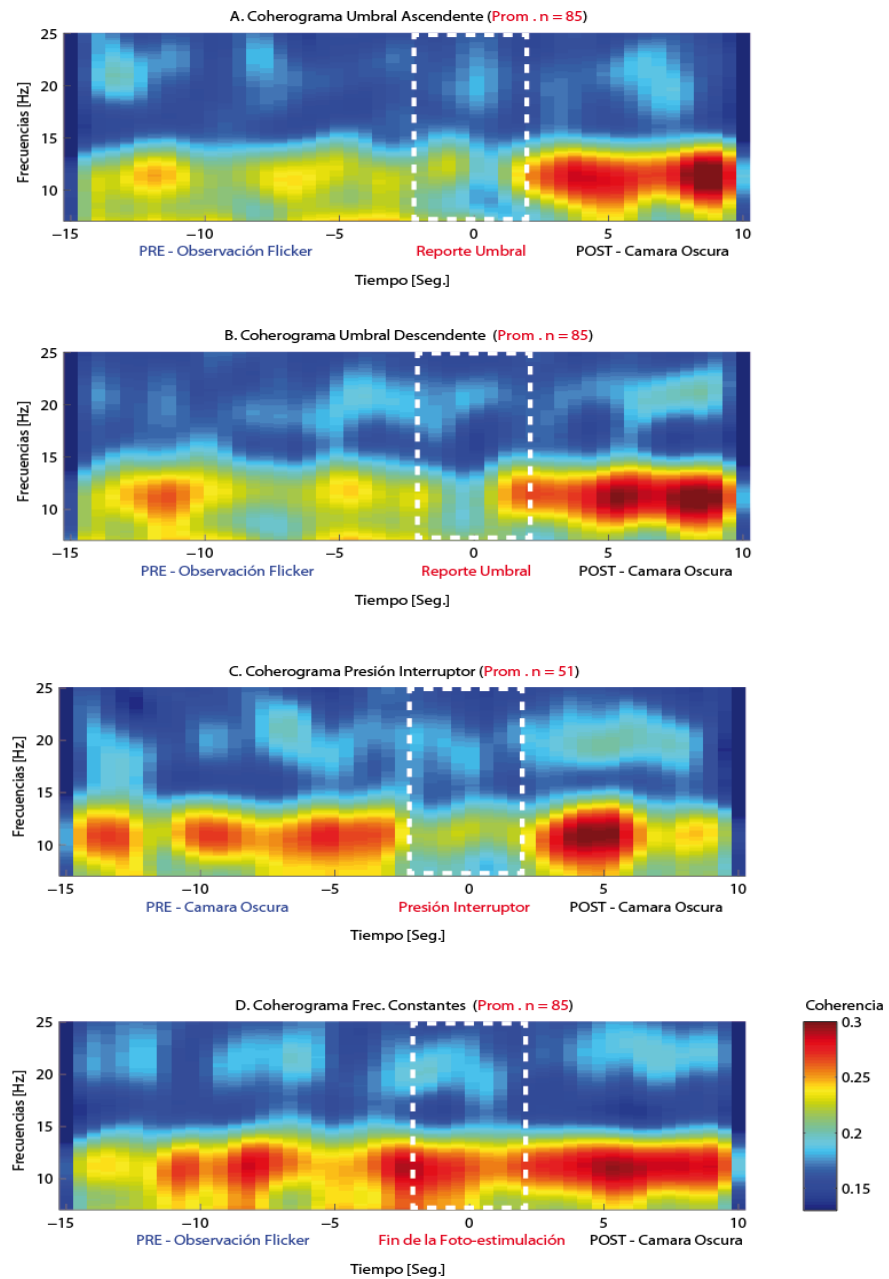 A. Coherograma Umbral Ascendente (Prom . n = 85)
Frecuencias [Hz.]
25
20
15
10
−15 −10 −5 0 5 10
PRE - Observación Flicker Reporte Umbral POST - Camara Oscura
Tiempo [Seg.]
B. Coherograma Umbral Descendente (Prom . n = 85)
Frecuencias [Hz.]
25
20
15
10
−15 −10 −5 0 5 10
PRE - Observación Flicker Reporte Umbral POST - Camara Oscura
Tiempo [Seg.]
C. Coherograma Presión Interruptor (Prom . n = 51)
Frecuencias [Hz.]
25
20
15
10
−15 −10 −5 0 5 10
PRE - Camara Oscura Presión Interruptor POST - Camara Oscura
Tiempo [Seg.]
D. Coherograma Frec. Constantes (Prom . n = 85)
Frecuencias [Hz.]
25
20
15
10
−15 −10 −5 0 5 10
PRE - Observación Flicker Fin de la Foto-estimulación POST - Camara Oscura
Tiempo [Seg.]
Coherencia
0.3
0.25
0.2
0.15